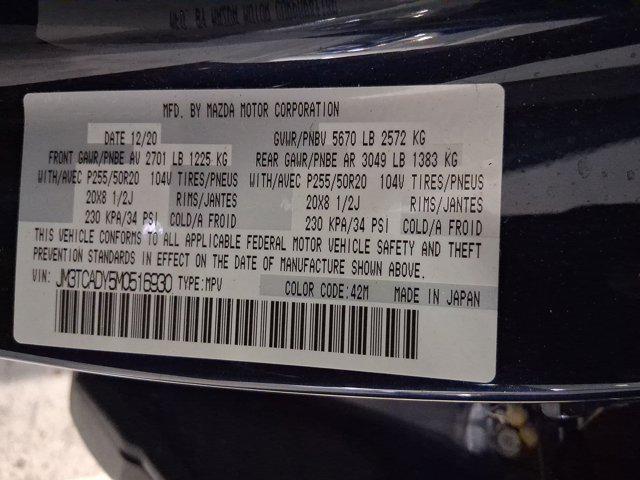 MFD. BY MAZDA MOTOR CORPORATION
DATE 12/20 GVWR/PNBV 5670 LB 2572 KG
FRONT GAWR/PNBE AV 2701 LB 1225 KG REAR GAWR/PNBE AR 3049 LB 1383 KG
WITH/AVEC P255/50R20 104V TIRES/PNEUS WITH/AVEC P255/50R20 104V TIRES/PNEUS
20X8 1/2J RIMS/JANTES 20X8 1/2J RIMS/JANTES
230 KPA/34 PSI COLD/A FROID 230 KPA/34 PSI COLD/A FROID
THIS VEHICLE CONFORMS TO ALL APPLICABLE FEDERAL MOTOR VEHICLE SAFETY AND THEFT
PREVENTION STANDARDS IN EFFECT ON THE DATE OF MANUFACTURE SHOWN ABOVE.
VIN: JM3TCADY5M0516930 TYPE:MPV COLOR CODE:42M MADE IN JAPAN